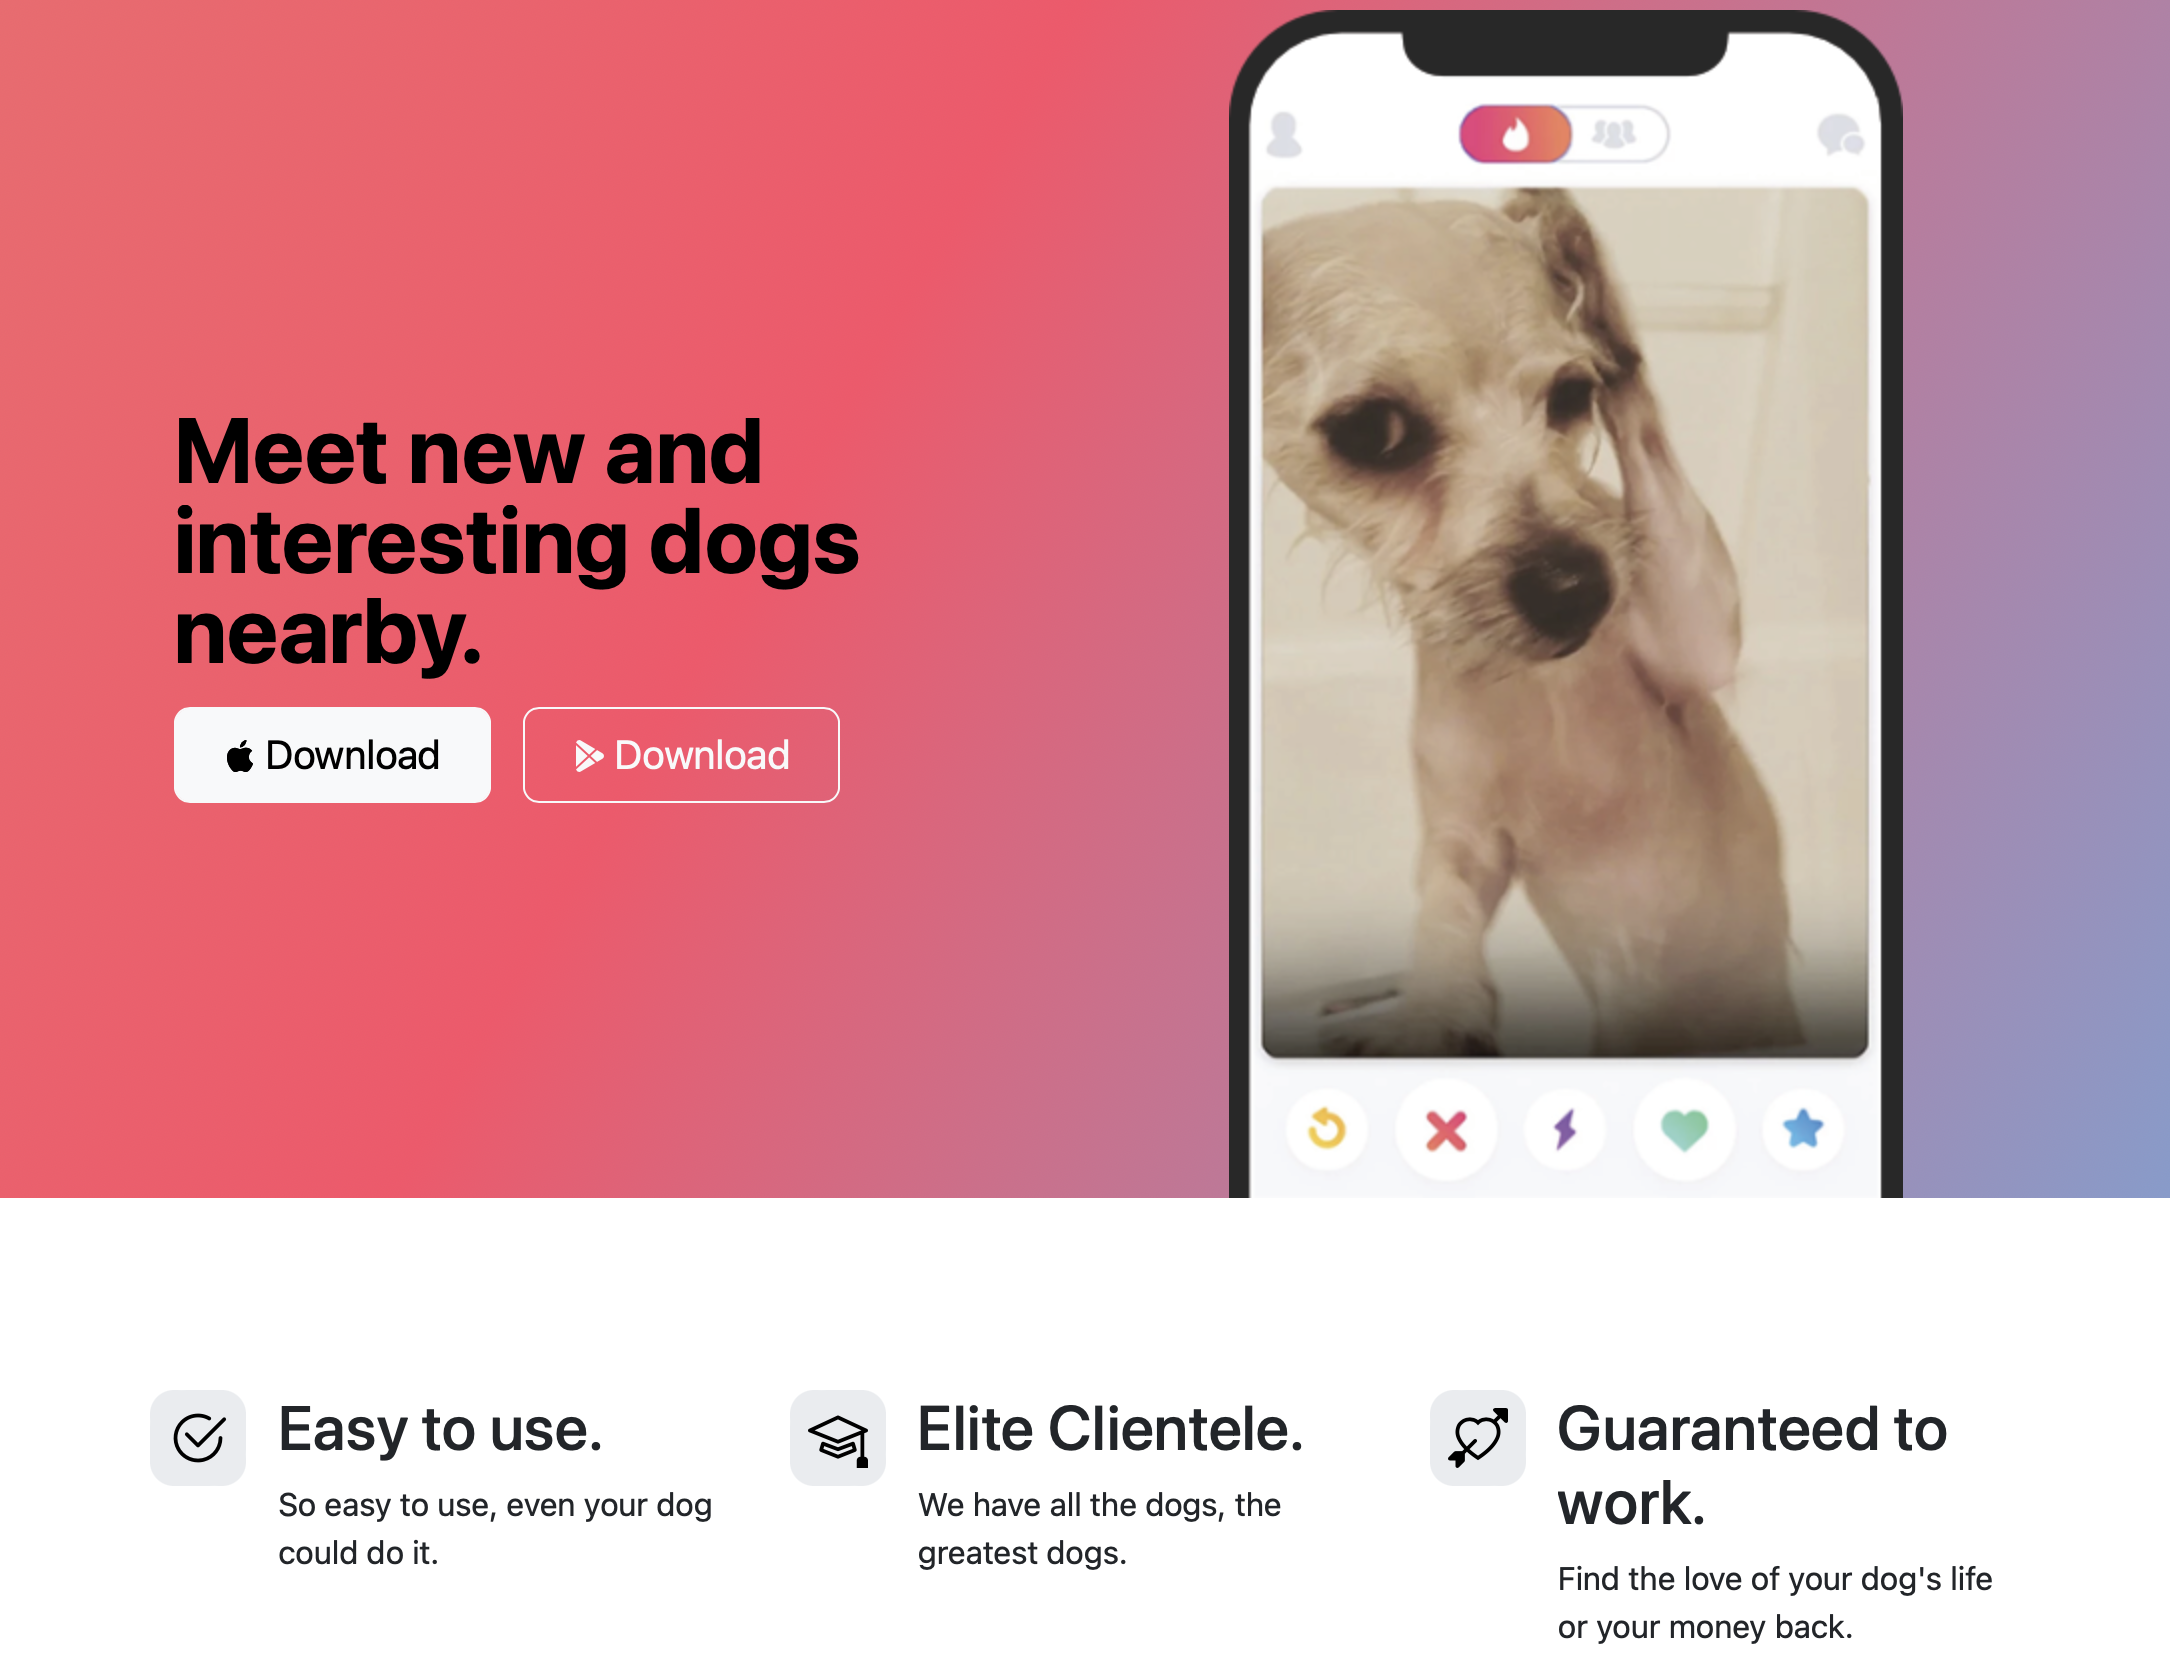 Meet new and
interesting dogs
nearby.
Download
Download
Easy to use.
So easy to use, even your dog
could do it.
Elite Clientele.
We have all the dogs, the
greatest dogs.
Guaranteed to
work.
Find the love of your dog's life
or your money back.